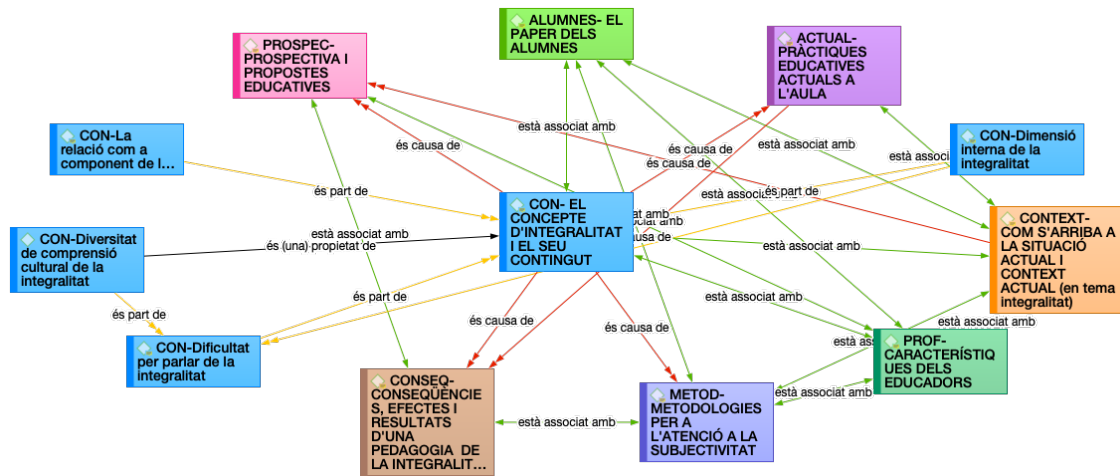 ALUMNES- EL
PAPER DELS
ALUMNES
ACTUAL-
PRÀCTIQUES
EDUCATIVES
ACTUALS A
L'AULA
PROSPEC-
PROSPECTIVA I
PROPOSTES
EDUCATIVES
CON-La
relació com a
component de l...
CON-Dimensió
interna de la
integralitat
està associat amb
és causa de
és causa de
és causa de
està associat amb
està associat
és part de
està associat amb
és part de
CON- EL
CONCEPTE
D'INTEGRALITAT
I EL SEU
CONTINGUT
at amb
ausa de
CON-Diversitat
de comprensió
cultural de la
integralitat
està associat amb
és (una) propietat de
està associat amb
CONTEXT-
COM S'ARRIBA A
LA SITUACIÓ
ACTUAL I
CONTEXT
ACTUAL (en tema
integralitat)
és part de
és part de
és causa de
és causa de
està associat amb
està associat amb
CON-Dificultat
per parlar de la
integralitat
PROF-
CARACTERÍSTIQ
UES DELS
EDUCADORS
CONSEQ-
CONSEQÜÈNCIE
S, EFECTES I
RESULTATS
D'UNA
PEDAGOGIA DE
LA INTEGRALIT...
METOD-
METODOLOGIES
PER A
L'ATENCIÓ A LA
SUBJECTIVITAT
està associat amb
està associat amb